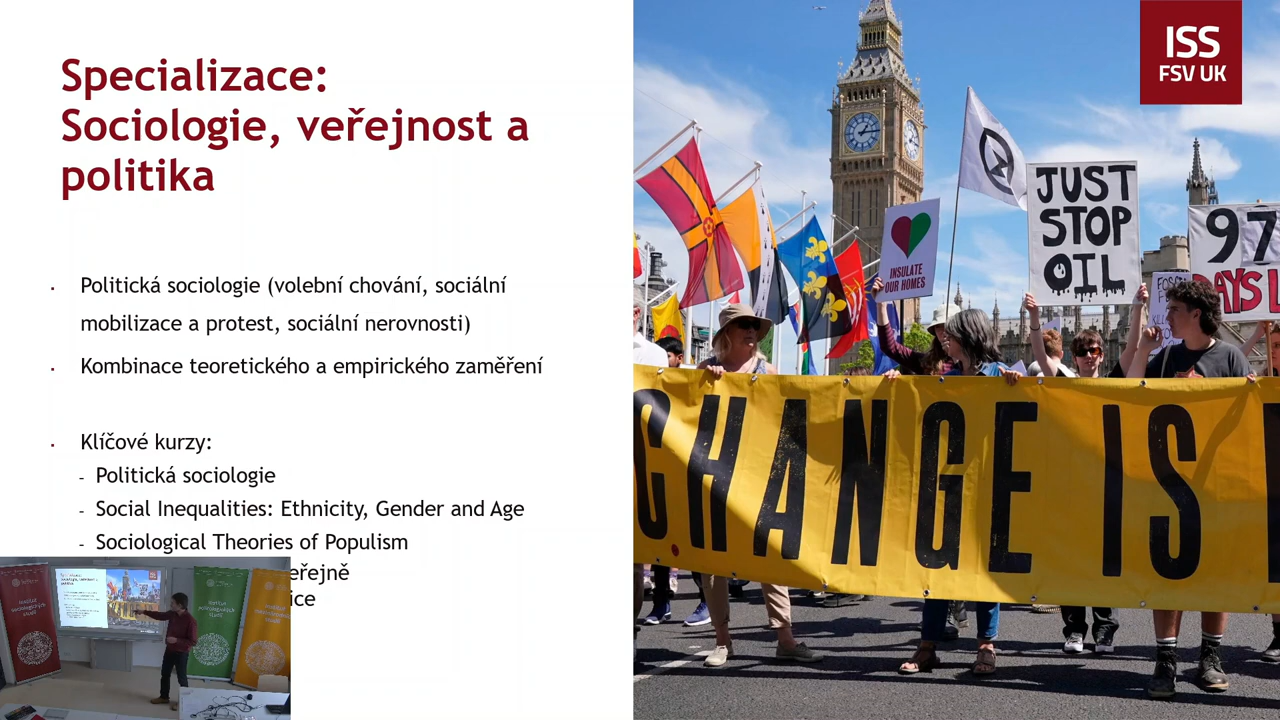 Specializace:
Sociologie, veřejnost a
politika
Politická sociologie (volební chování, sociální
mobilizace a protest, sociální nerovnosti)
Kombinace teoretického a empirického zaměření
Klíčové kurzy:
- Politická sociologie
- Social Inequalities: Ethnicity, Gender and Age
- Sociological Theories of Populism
eřejně
ice
ISS
FSV UK
INSULATE
OUR HOMES
JUST
STOP
OIL
97
DAYS L
CHANGE IS